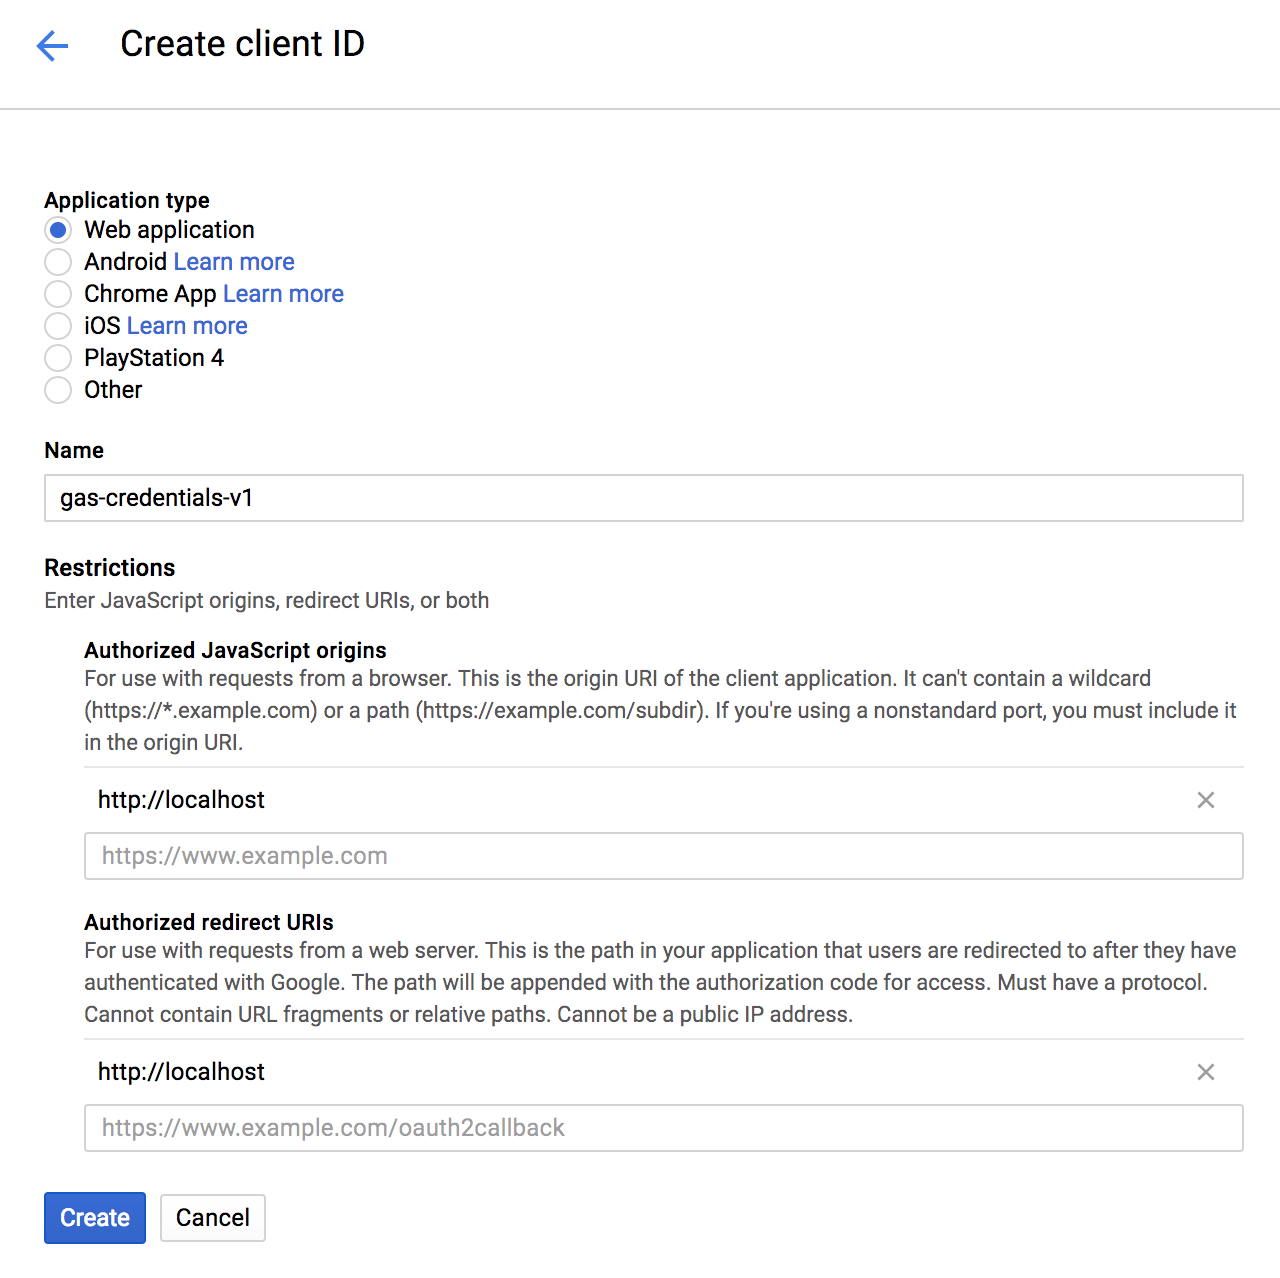 Create client ID
Application type
Web application
Android Learn more
Chrome App Learn more
iOS Learn more
PlayStation 4
Other
Name
gas-credentials-v1
Restrictions
Enter JavaScript origins, redirect URIs, or both
Authorized JavaScript origins
For use with requests from a browser. This is the origin URI of the client application. It can't contain a wildcard
(https://*.example.com) or a path (https://example.com/subdir). If you're using a nonstandard port, you must include it
in the origin URI.
http://localhost
https://www.example.com
Authorized redirect URIs
For use with requests from a web server. This is the path in your application that users are redirected to after they have
authenticated with Google. The path will be appended with the authorization code for access. Must have a protocol.
Cannot contain URL fragments or relative paths. Cannot be a public IP address.
http://localhost
https://www.example.com/oauth2callback
Create Cancel